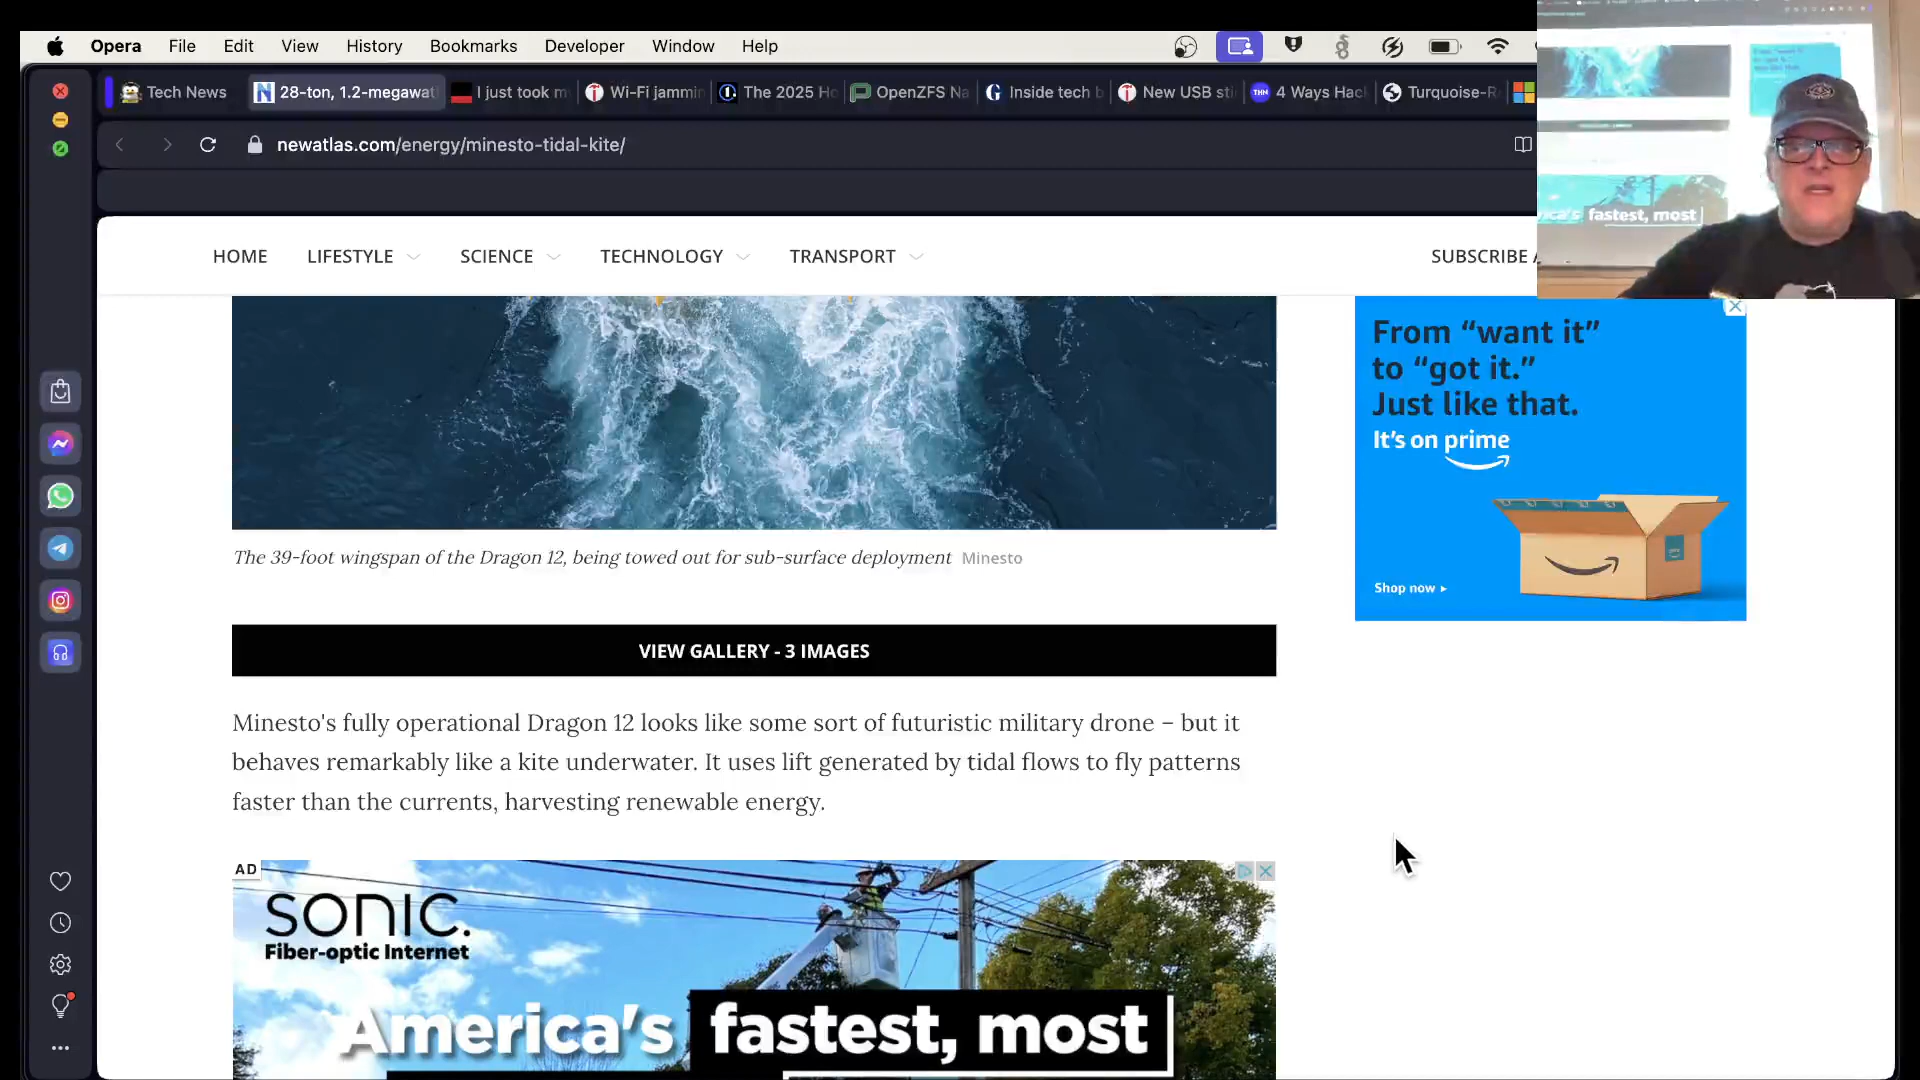 Opera File Edit View History Bookmarks Developer Window Help
Tech News
28-ton, 1.2-megawat
I just took m
Wi-Fi jammin
The 2025 Ho
OpenZFS Na
Inside tech b
New USB sti
THM 4 Ways Hac
Turquoise-R
newatlas.com/energy/minesto-tidal-kite/
HOME LIFESTYLE SCIENCE TECHNOLOGY TRANSPORT SUBSCRIBE A
fastest, most
From “want it”
to “got it.”
Just like that.
It's on prime
Shop now
The 39-foot wingspan of the Dragon 12, being towed out for sub-surface deployment Minesto
VIEW GALLERY - 3 IMAGES
Minesto's fully operational Dragon 12 looks like some sort of futuristic military drone – but it
behaves remarkably like a kite underwater. It uses lift generated by tidal flows to fly patterns
faster than the currents, harvesting renewable energy.
AD
sonic.
Fiber-optic Internet
America's fastest, most